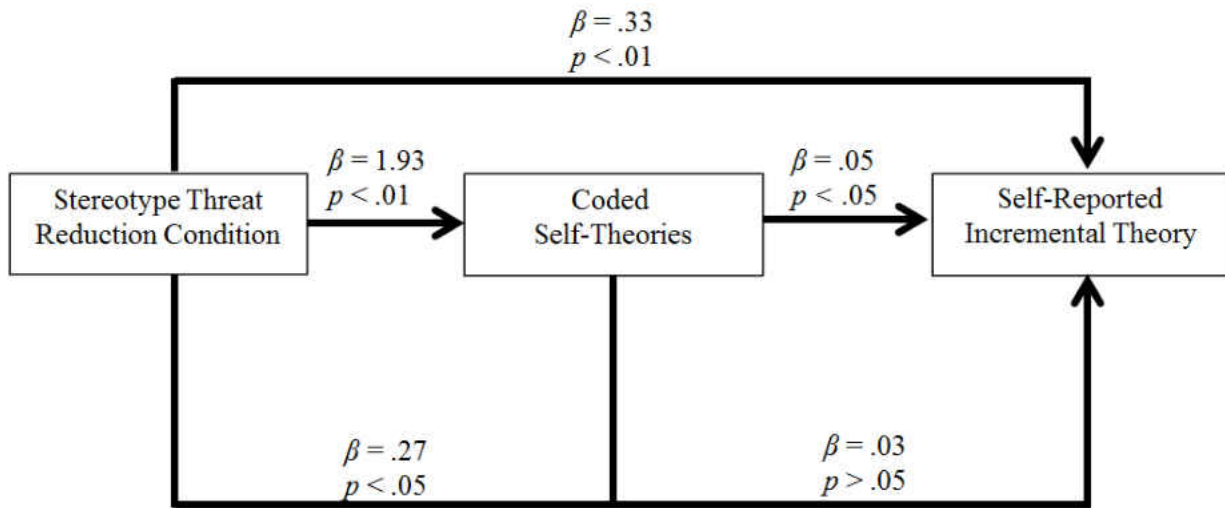 β = .33
p < .01
β = 1.93
p < .01
β = .05
p < .05
Stereotype Threat
Reduction Condition
Coded
Self-Theories
Self-Reported
Incremental Theory
β = .27
p < .05
β = .03
p > .05